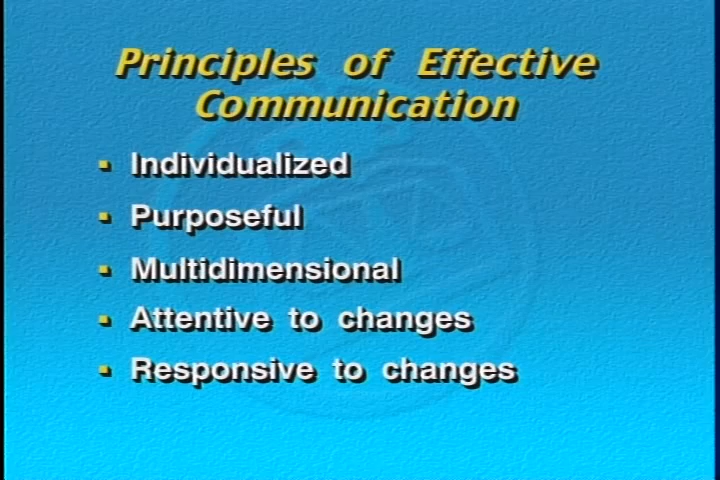 Principles of Effective
Communication
▪ Individualized
▪ Purposeful
▪ Multidimensional
▪ Attentive to changes
▪ Responsive to changes